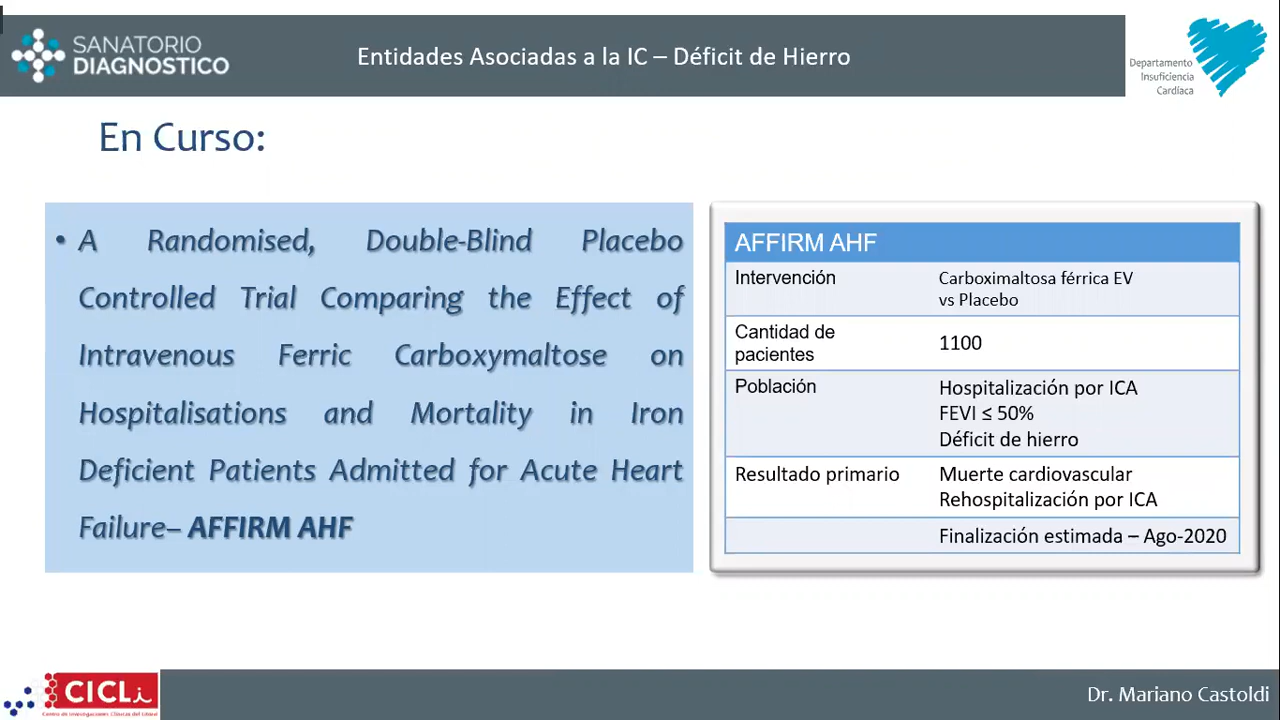 SANATORIO
DIAGNOSTICO
Entidades Asociadas a la IC – Déficit de Hierro
Departamento
Insuficiencia
Cardíaca
En Curso:
• A Randomised, Double-Blind Placebo
Controlled Trial Comparing the Effect of
Intravenous Ferric Carboxymaltose on
Hospitalisations and Mortality in Iron
Deficient Patients Admitted for Acute Heart
Failure– AFFIRM AHF
AFFIRM AHF
Intervención
Carboximaltosa férrica EV
vs Placebo
Cantidad de
pacientes
1100
Población
Hospitalización por ICA
FEVI ≤ 50%
Déficit de hierro
Resultado primario
Muerte cardiovascular
Rehospitalización por ICA
Finalización estimada – Ago-2020
CICLi
Centro de Investigaciones Clínicas del Litoral
Dr. Mariano Castoldi